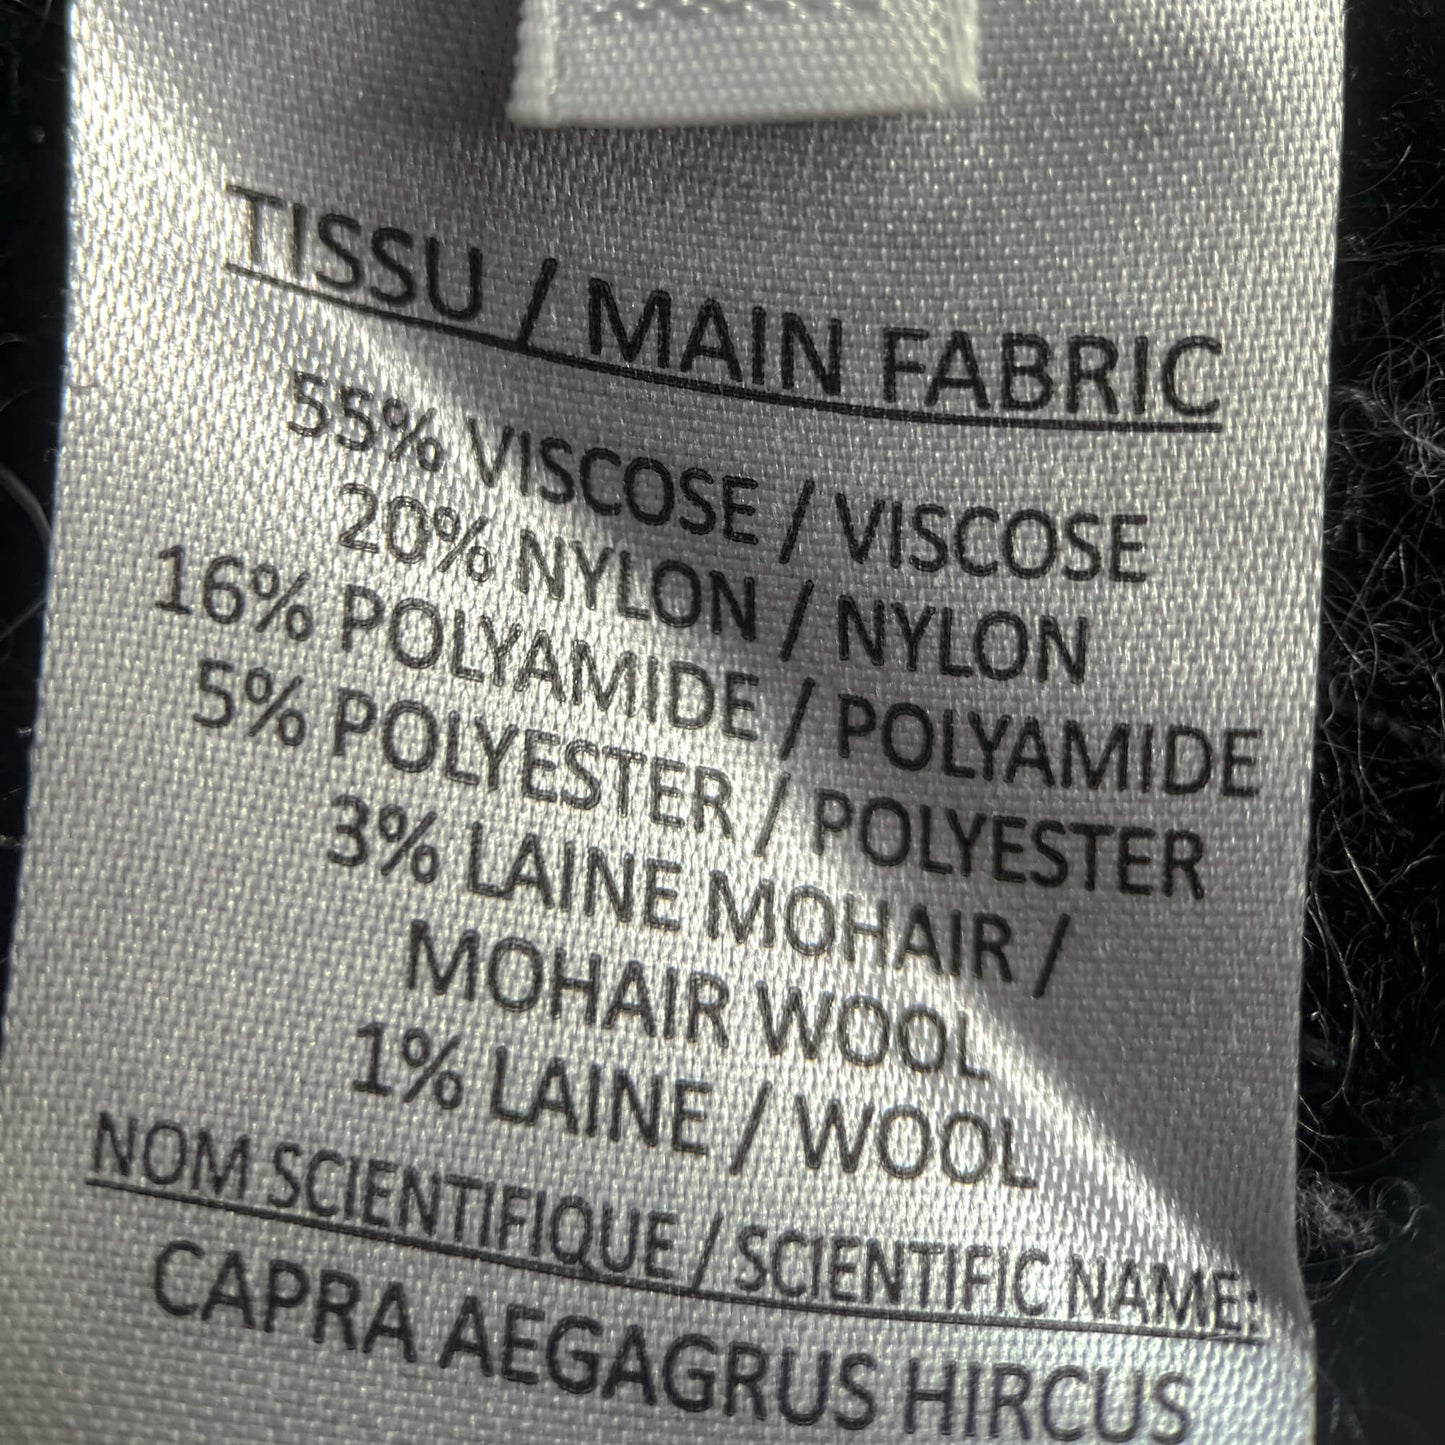 TISSU / MAIN FABRIC
55% VISCOSE / VISCOSE
20% NYLON / NYLON
16% POLYAMIDE / POLYAMIDE
5% POLYESTER / POLYESTER
3% LAINE MOHAIR /
MOHAIR WOOL
1% LAINE / WOOL
NOM SCIENTIFIQUE / SCIENTIFIC NAME:
CAPRA AEGAGRUS HIRCUS